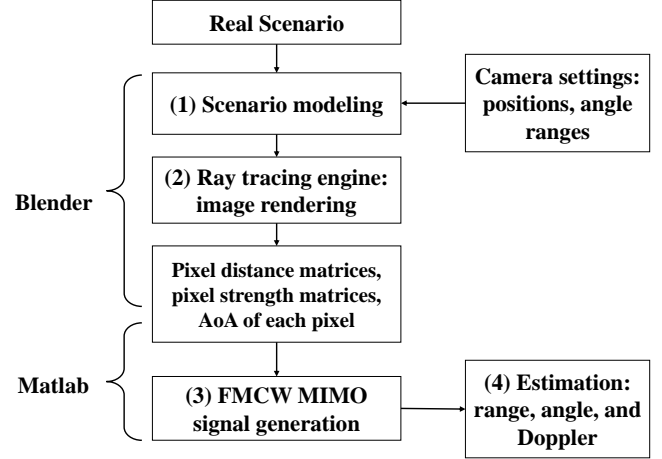 Real Scenario
(1) Scenario modeling
Camera settings:
positions, angle
ranges
(2) Ray tracing engine:
image rendering
Blender
Pixel distance matrices,
pixel strength matrices,
AoA of each pixel
Matlab
(3) FMCW MIMO
signal generation
(4) Estimation:
range, angle, and
Doppler